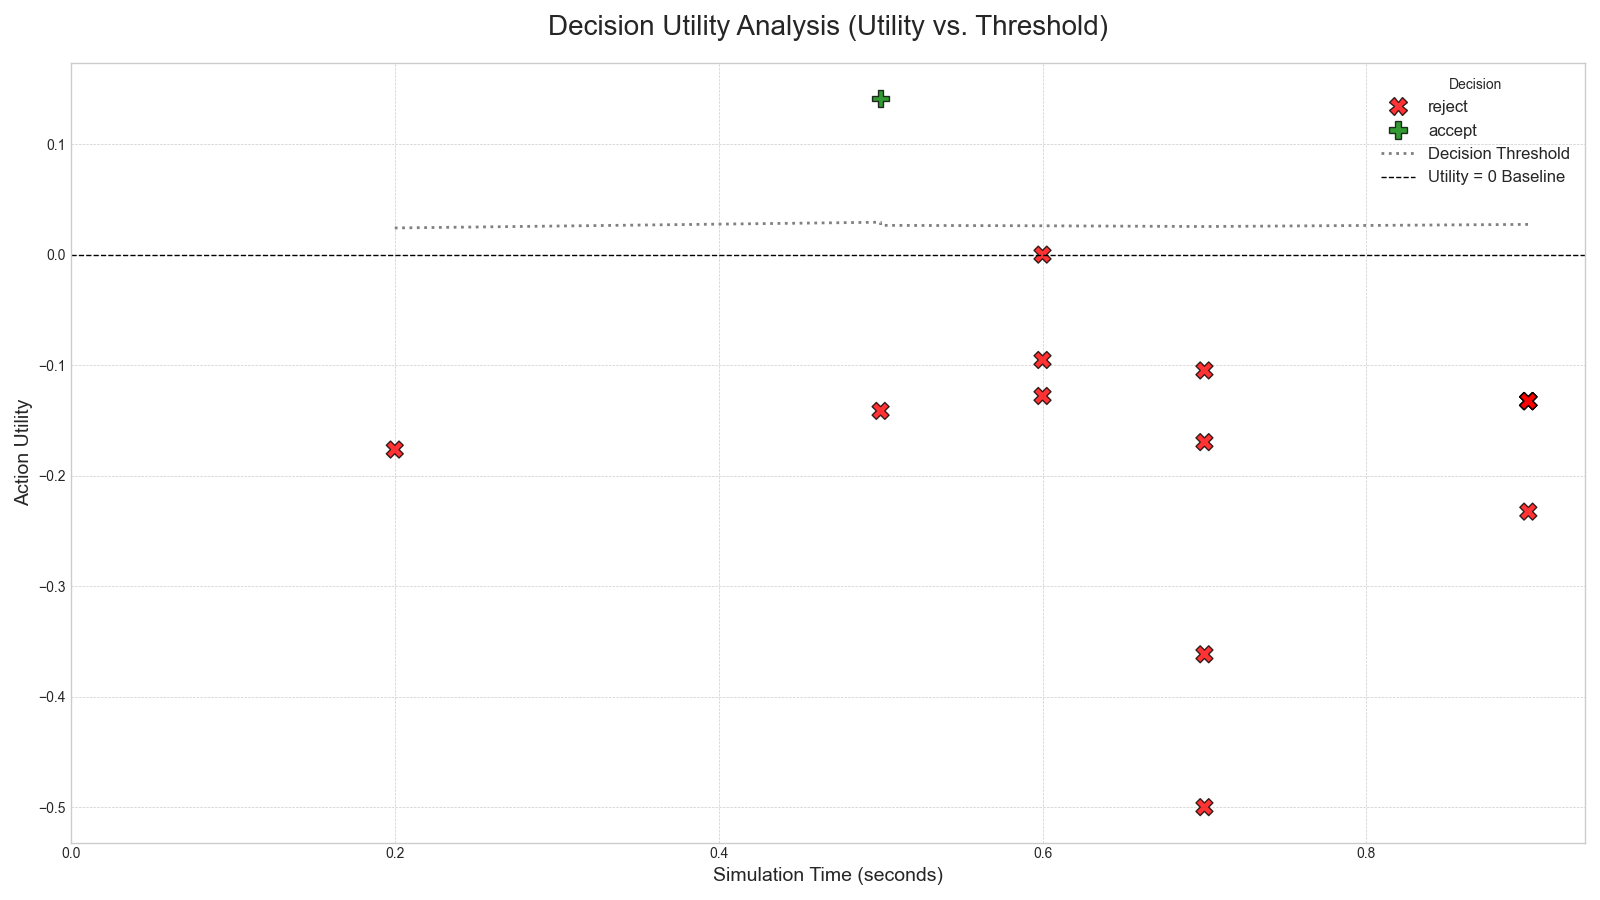 Decision Utility Analysis (Utility vs. Threshold)
Decision
reject
accept
Decision Threshold
Utility = 0 Baseline
Action Utility
0.1
0.0
−0.1
−0.2
−0.3
−0.4
−0.5
0.0
0.2
0.4
0.6
0.8
Simulation Time (seconds)